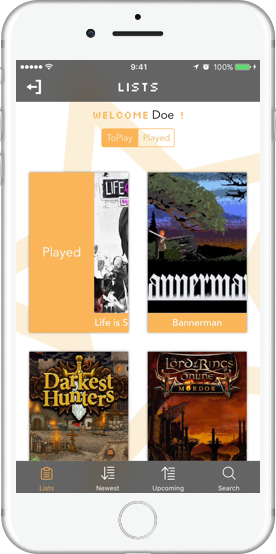 9:41
100%
LISTS
WELCOME Doe !
ToPlay Played
Played
LIFE
Life is S
Bannerman
annerma
Darkest
Hunters
THE LORD OF THE RINGS
ONLINE
MORDOR
Lists Newest Upcoming Search